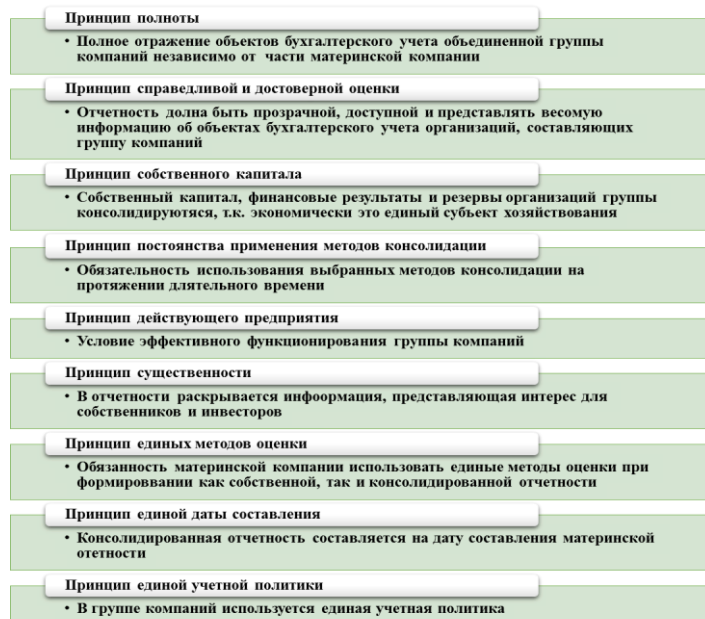 Принцип полноты
• Полное отражение объектов бухгалтерского учета объединенной группы
компаний независимо от части материнской компании
Принцип справедливой и достоверной оценки
• Отчетность долна быть прозрачной, доступной и представлять весомую
информацию об объектах бухгалтерского учета организаций, составляющих
группу компаний
Принцип собственного капитала
• Собственный капитал, финансовые результаты и резервы организаций группы
консолидируютяся, т.к. экономически это единый субъект хозяйствования
Принцип постоянства применения методов консолидации
• Обязательность использования выбранных методов консолидации на
протяжении длятельного времени
Принцип действующего предприятия
• Условие эффективного функционирования группы компаний
Принцип существенности
• В отчетности раскрывается инфоормация, представляющая интерес для
собственников и инвесторов
Принцип единых методов оценки
• Обязанность материнской компании использовать единые методы оценки при
формироввании как собственной, так и консолидированной отчетности
Принцип единой даты составления
• Консолидированная отчетность составляется на дату составления материнской
отетности
Принцип единой учетной политики
• В группе компаний используется единая учетная политика